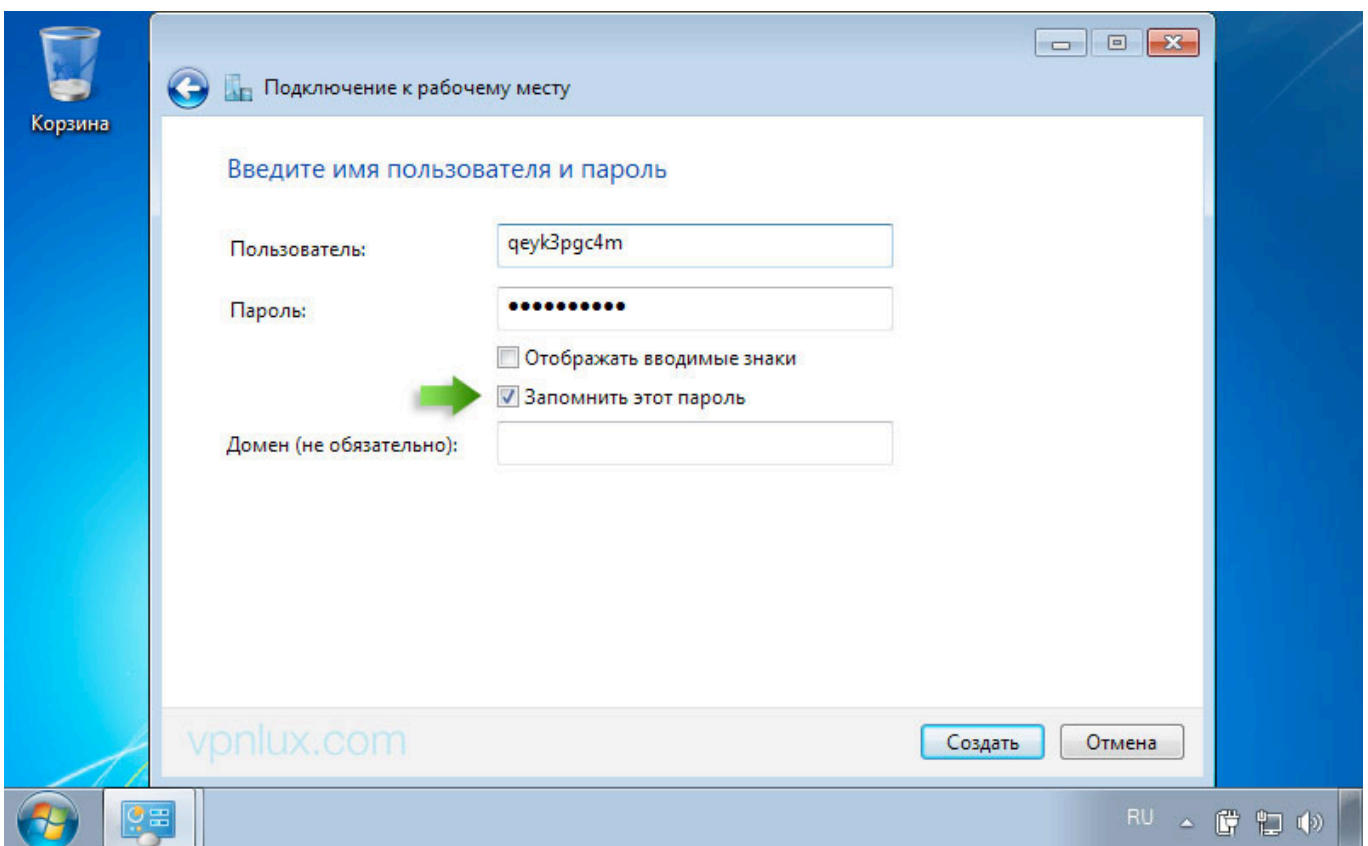 Корзина
Подключение к рабочему месту
Введите имя пользователя и пароль
Пользователь:
qeyk3pgc4m
Пароль:
••••••••••
Отображать вводимые знаки
Запомнить этот пароль
Домен (не обязательно):
vpnlux.com
Создать
Отмена
RU